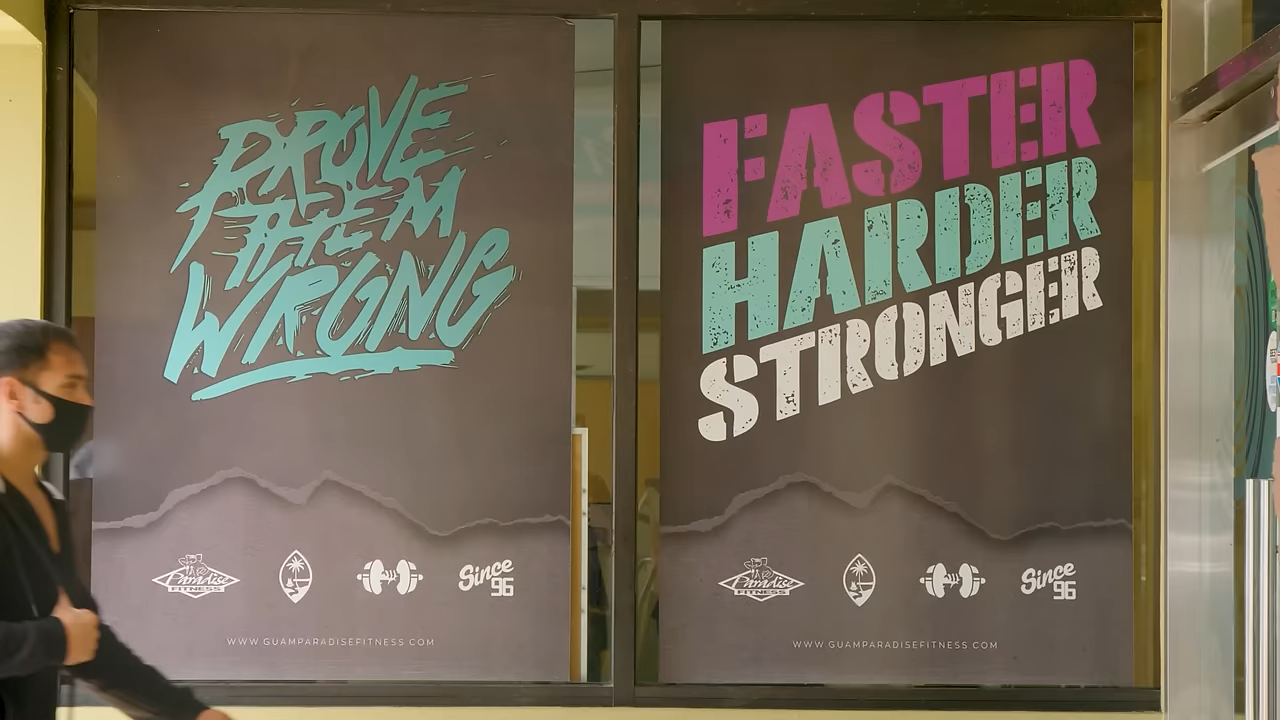 PROVE
THEM
WRONG
Paradise
FITNESS
Since
96
WWW.GUAMPARADISEFITNESS.COM
FASTER
HARDER
STRONGER
Paradise
FITNESS
Since
96
WWW.GUAMPARADISEFITNESS.COM